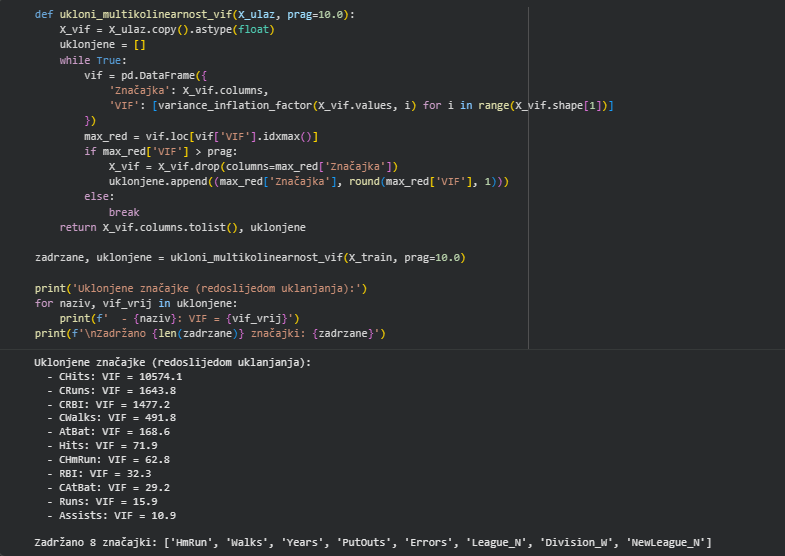 def ukloni_multikolinearnost_vif(X_ulaz, prag=10.0):
    X_vif = X_ulaz.copy().astype(float)
    uklonjene = []
    while True:
        vif = pd.DataFrame({
            'Značajka': X_vif.columns,
            'VIF': [variance_inflation_factor(X_vif.values, i) for i in range(X_vif.shape[1])]
        })
        max_red = vif.loc[vif['VIF'].idxmax()]
        if max_red['VIF'] > prag:
            X_vif = X_vif.drop(columns=max_red['Značajka'])
            uklonjene.append((max_red['Značajka'], round(max_red['VIF'], 1)))
        else:
            break
    return X_vif.columns.tolist(), uklonjene

zadrzane, uklonjene = ukloni_multikolinearnost_vif(X_train, prag=10.0)

print('Uklonjene značajke (redoslijedom uklanjanja):')
for naziv, vif_vrij in uklonjene:
    print(f'  - {naziv}: VIF = {vif_vrij}')
print(f'\nZadržano {len(zadrzane)} značajki: {zadrzane}')
Uklonjene značajke (redoslijedom uklanjanja):
  - CHits: VIF = 10574.1
  - CRuns: VIF = 1643.8
  - CRBI: VIF = 1477.2
  - CWalks: VIF = 491.8
  - AtBat: VIF = 168.6
  - Hits: VIF = 71.9
  - CHmRun: VIF = 62.8
  - RBI: VIF = 32.3
  - CAtBat: VIF = 29.2
  - Runs: VIF = 15.9
  - Assists: VIF = 10.9

Zadržano 8 značajki: ['HmRun', 'Walks', 'Years', 'PutOuts', 'Errors', 'League_N', 'Division_W', 'NewLeague_N']